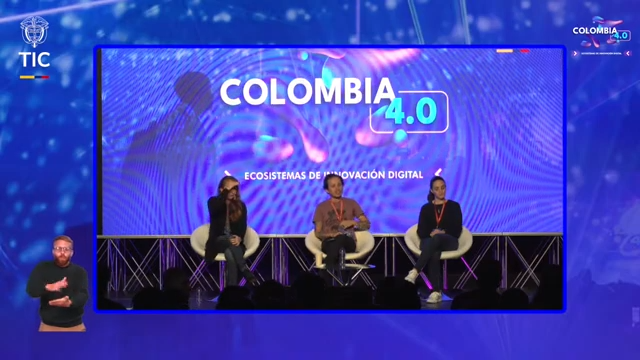 TIC
COLOMBIA
4.0
COLOMBIA
4.0
ECOSISTEMAS DE INNOVACIÓN DIGITAL